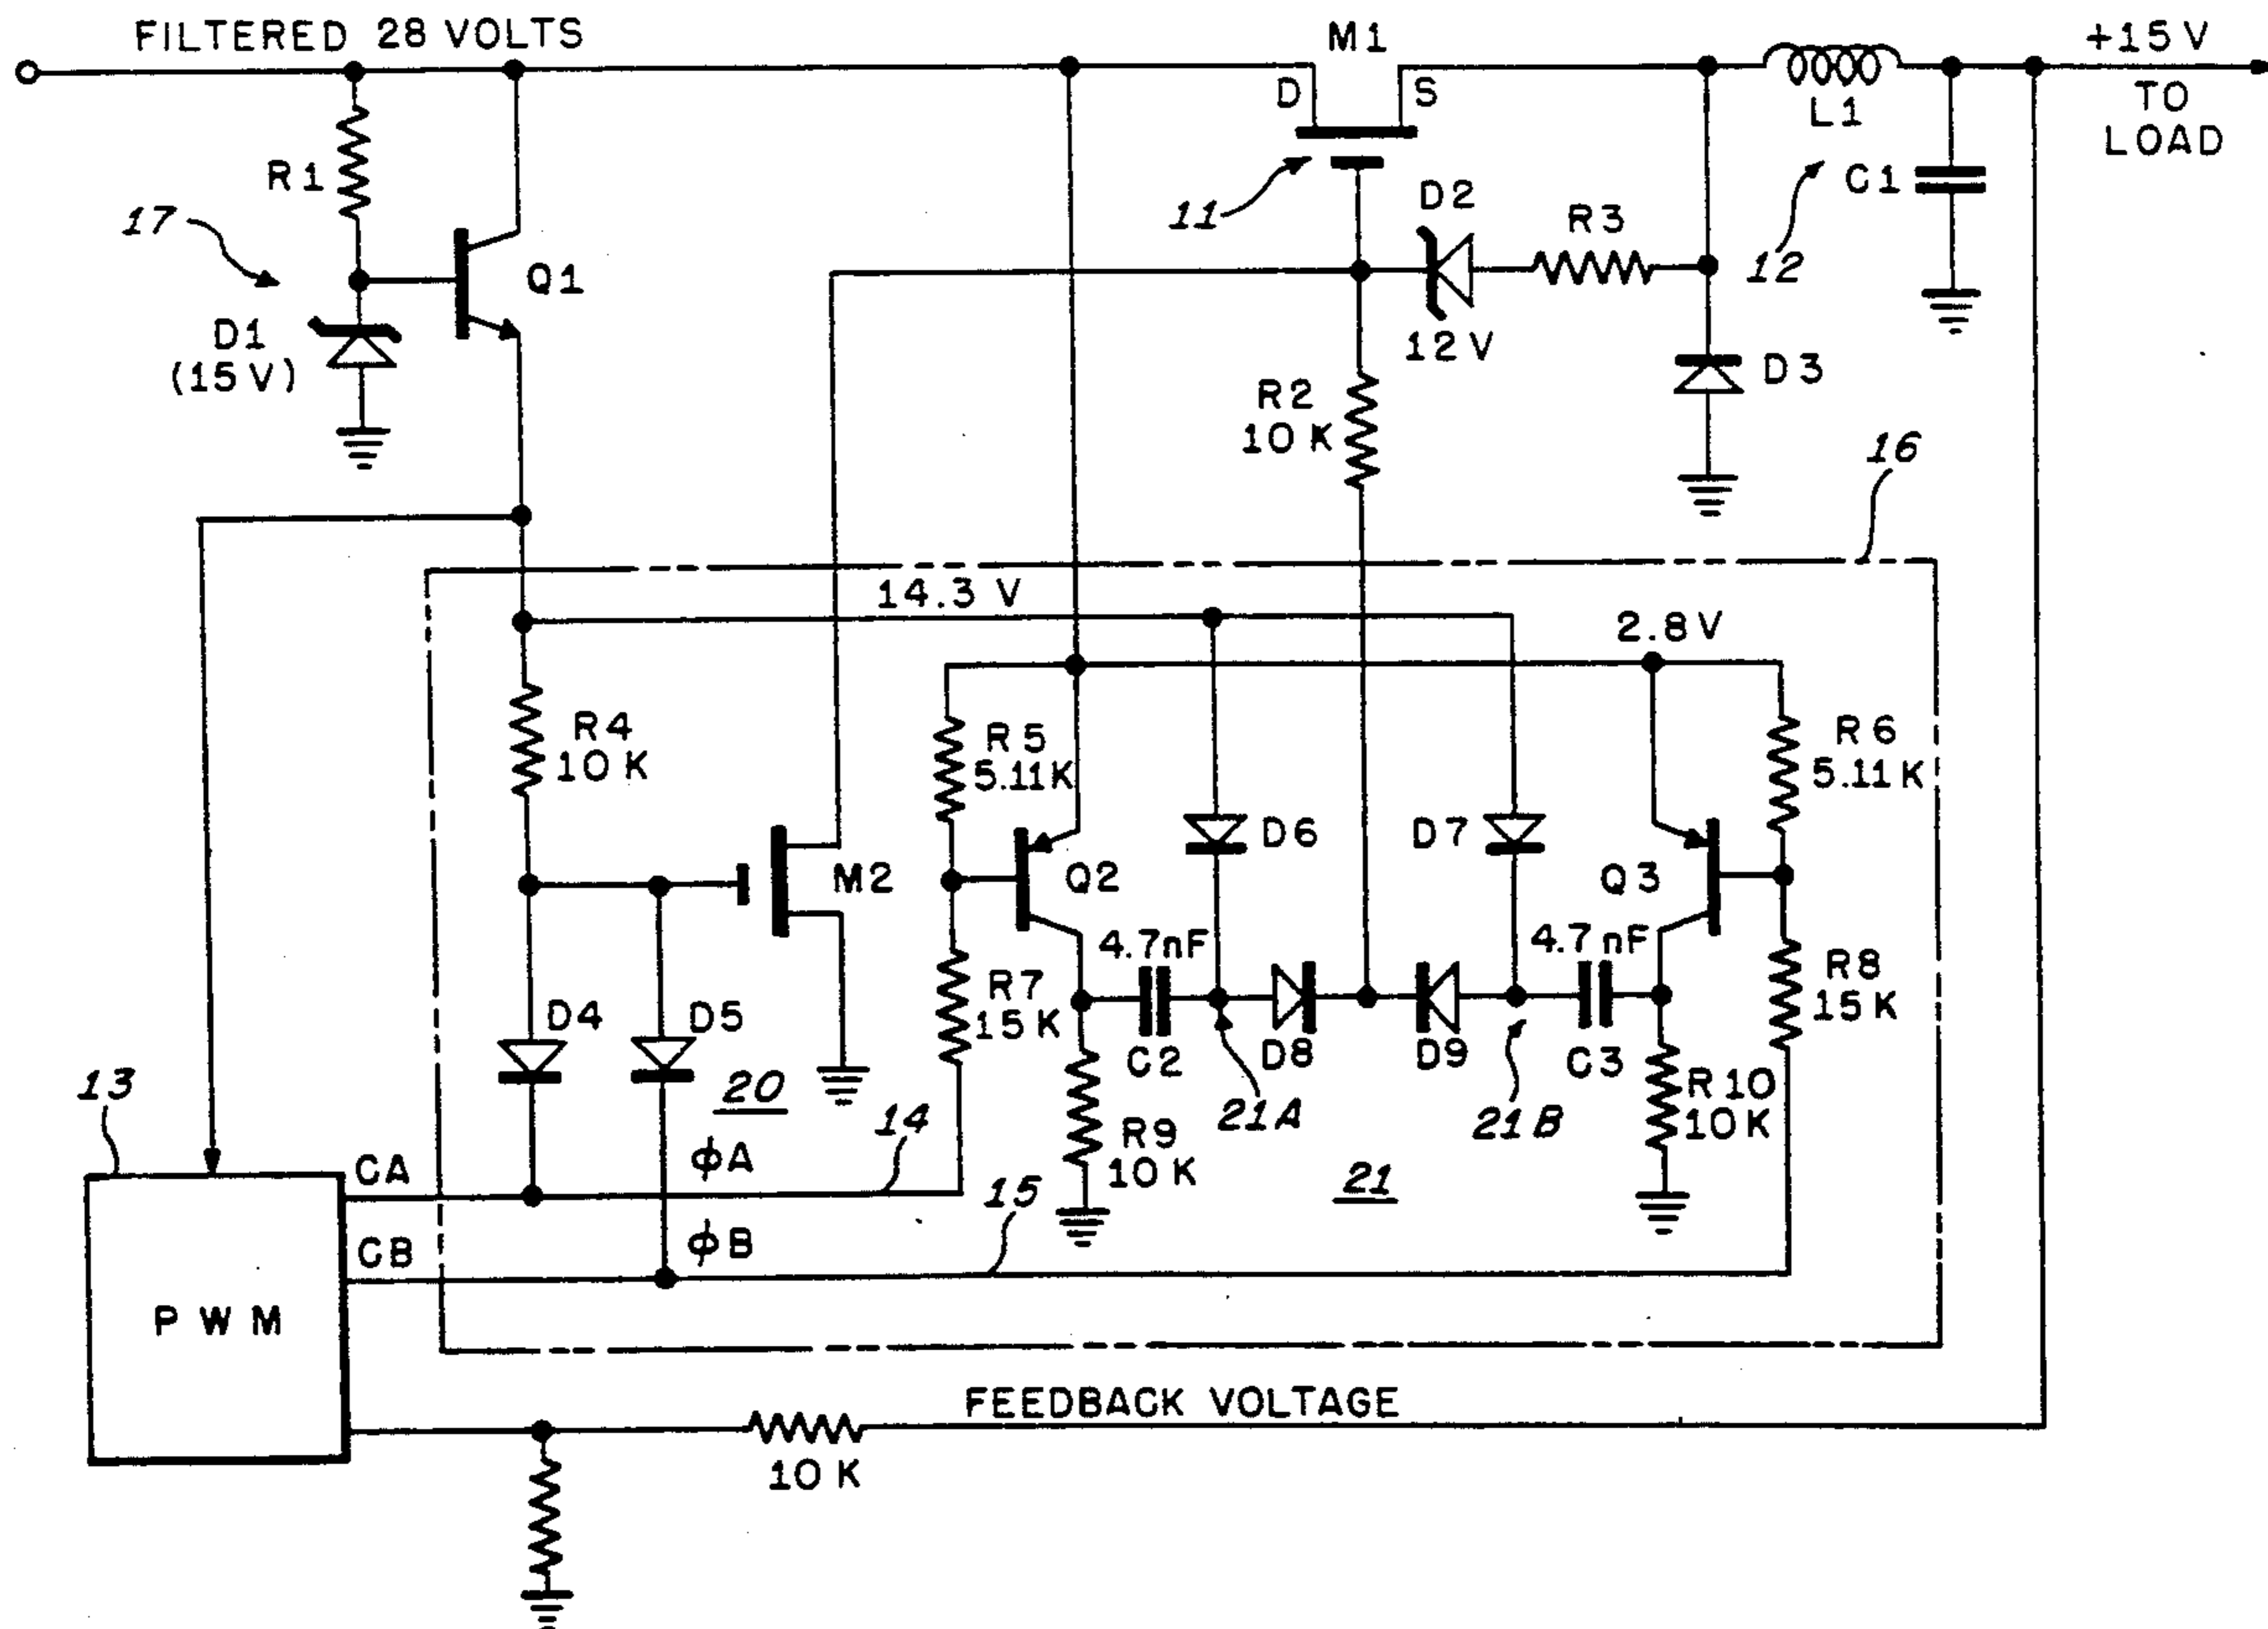 FILTERED 28 VOLTS
M1
+15 V
TO
LOAD
D
S
L1
R1
C1
17
11
D2
R3
12
Q1
D1
(15 V)
12 V
D3
R2
10 K
16
14.3 V
2.8 V
R4
10 K
R5
5.11K
R6
5.11K
D6
D7
M2
Q2
Q3
4.7nF
4.7 nF
R7
15 K
R8
15 K
D4
D5
C2
D8
D9
C3
R10
10 K
13
20
14
21A
21B
R9
10 K
CA
ϕA
15
21
CB
ϕB
P W M
FEEDBACK VOLTAGE
10 K